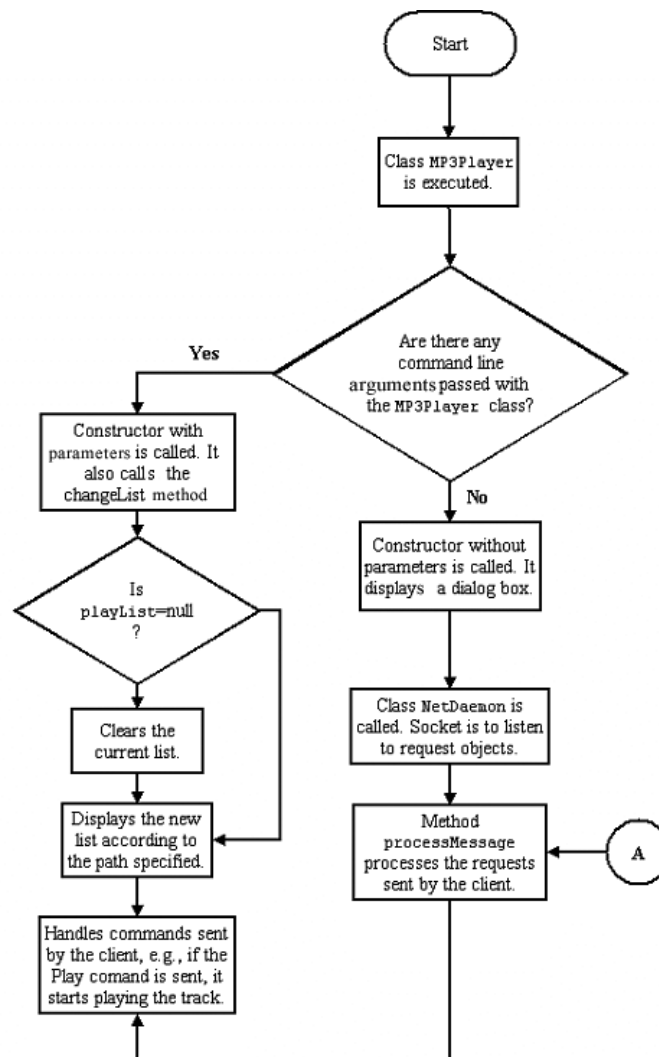 Start
Class MP3Player
is executed.
Are there any
command line
arguments passed with
the MP3Player class?
Yes
No
Constructor with
parameters is called. It
also calls the
changeList method
Constructor without
parameters is called. It
displays a dialog box.
Is
playList=null
?
Class NetDaemon is
called. Socket is to listen
to request objects.
Clears the
current list.
Displays the new
list according to
the path specified.
Method
processMessage
processes the requests
sent by the client.
A
Handles commands sent
by the client, e.g., if the
Play comand is sent, it
starts playing the track.